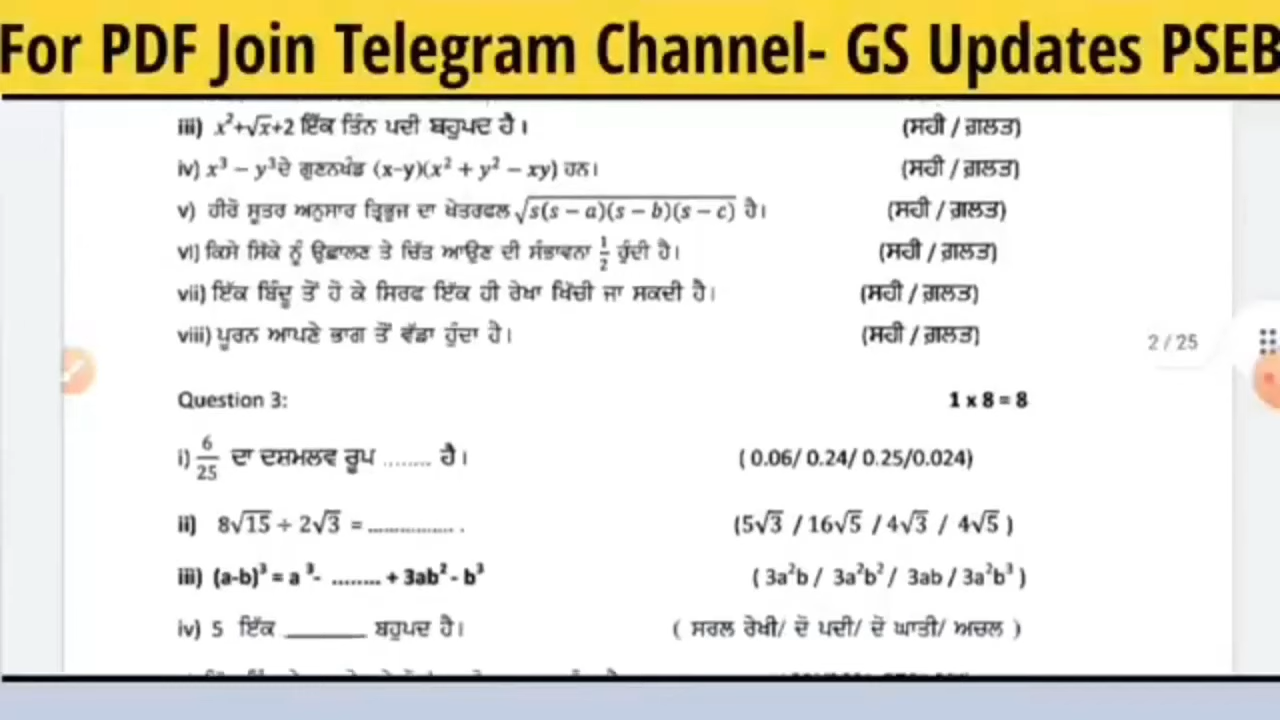 For PDF Join Telegram Channel- GS Updates PSEB
iii) x²+√x+2 ਇੱਕ ਤਿੰਨ ਪਦੀ ਬਹੁਪਦ ਹੈ। (ਸਹੀ / ਗ਼ਲਤ)
iv) x³ − y³ਦੇ ਗੁਣਨਖੰਡ (x-y)(x² + y² − xy) ਹਨ। (ਸਹੀ / ਗ਼ਲਤ)
v) ਹੀਰੋ ਸੂਤਰ ਅਨੁਸਾਰ ਤ੍ਰਿਭੁਜ ਦਾ ਖੇਤਰਫਲ √s(s − a)(s − b)(s − c) ਹੈ। (ਸਹੀ / ਗ਼ਲਤ)
vi) ਕਿਸੇ ਸਿੱਕੇ ਨੂੰ ਉਛਾਲਣ ਤੇ ਚਿੱਤ ਆਉਣ ਦੀ ਸੰਭਾਵਨਾ 1/2 ਹੁੰਦੀ ਹੈ। (ਸਹੀ / ਗ਼ਲਤ)
vii) ਇੱਕ ਬਿੰਦੂ ਤੋਂ ਹੋ ਕੇ ਸਿਰਫ ਇੱਕ ਹੀ ਰੇਖਾ ਖਿੱਚੀ ਜਾ ਸਕਦੀ ਹੈ। (ਸਹੀ / ਗ਼ਲਤ)
viii) ਪੂਰਨ ਆਪਣੇ ਭਾਗ ਤੋਂ ਵੱਡਾ ਹੁੰਦਾ ਹੈ। (ਸਹੀ / ਗ਼ਲਤ)
2 / 25
Question 3: 1 x 8 = 8
i) 6/25 ਦਾ ਦਸ਼ਮਲਵ ਰੂਪ ........ ਹੈ। ( 0.06/ 0.24/ 0.25/0.024)
ii) 8√15 ÷ 2√3 = ................ . (5√3 / 16√5 / 4√3 / 4√5 )
iii) (a-b)³ = a ³- ........ + 3ab² - b³ ( 3a²b / 3a²b² / 3ab / 3a²b³ )
iv) 5 ਇੱਕ ________ ਬਹੁਪਦ ਹੈ। ( ਸਰਲ ਰੇਖੀ/ ਦੋ ਪਦੀ/ ਦੋ ਘਾਤੀ/ ਅਚਲ )